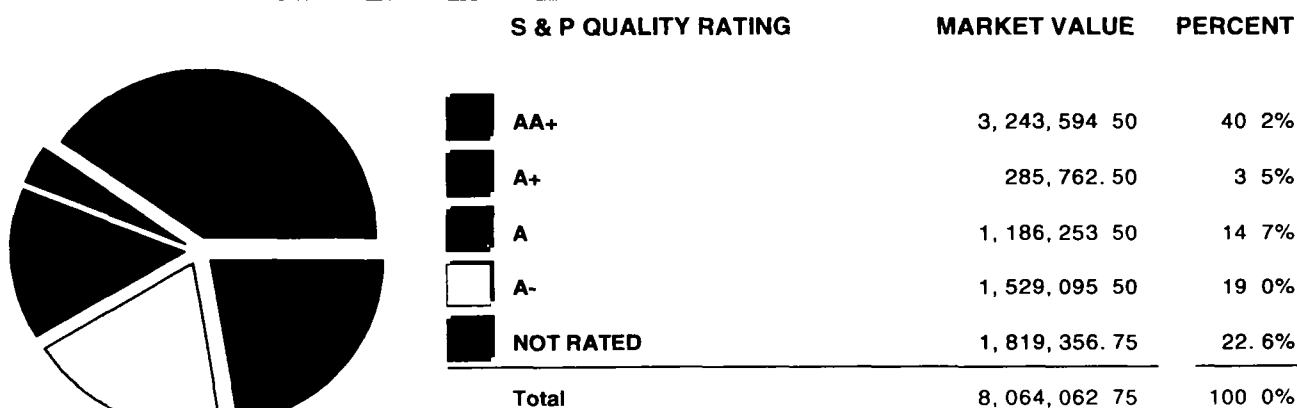 S & P QUALITY RATING MARKET VALUE PERCENT
AA+ 3, 243, 594 50 40 2%
A+ 285, 762. 50 3 5%
A 1, 186, 253 50 14 7%
A- 1, 529, 095 50 19 0%
NOT RATED 1, 819, 356. 75 22. 6%
Total 8, 064, 062 75 100 0%